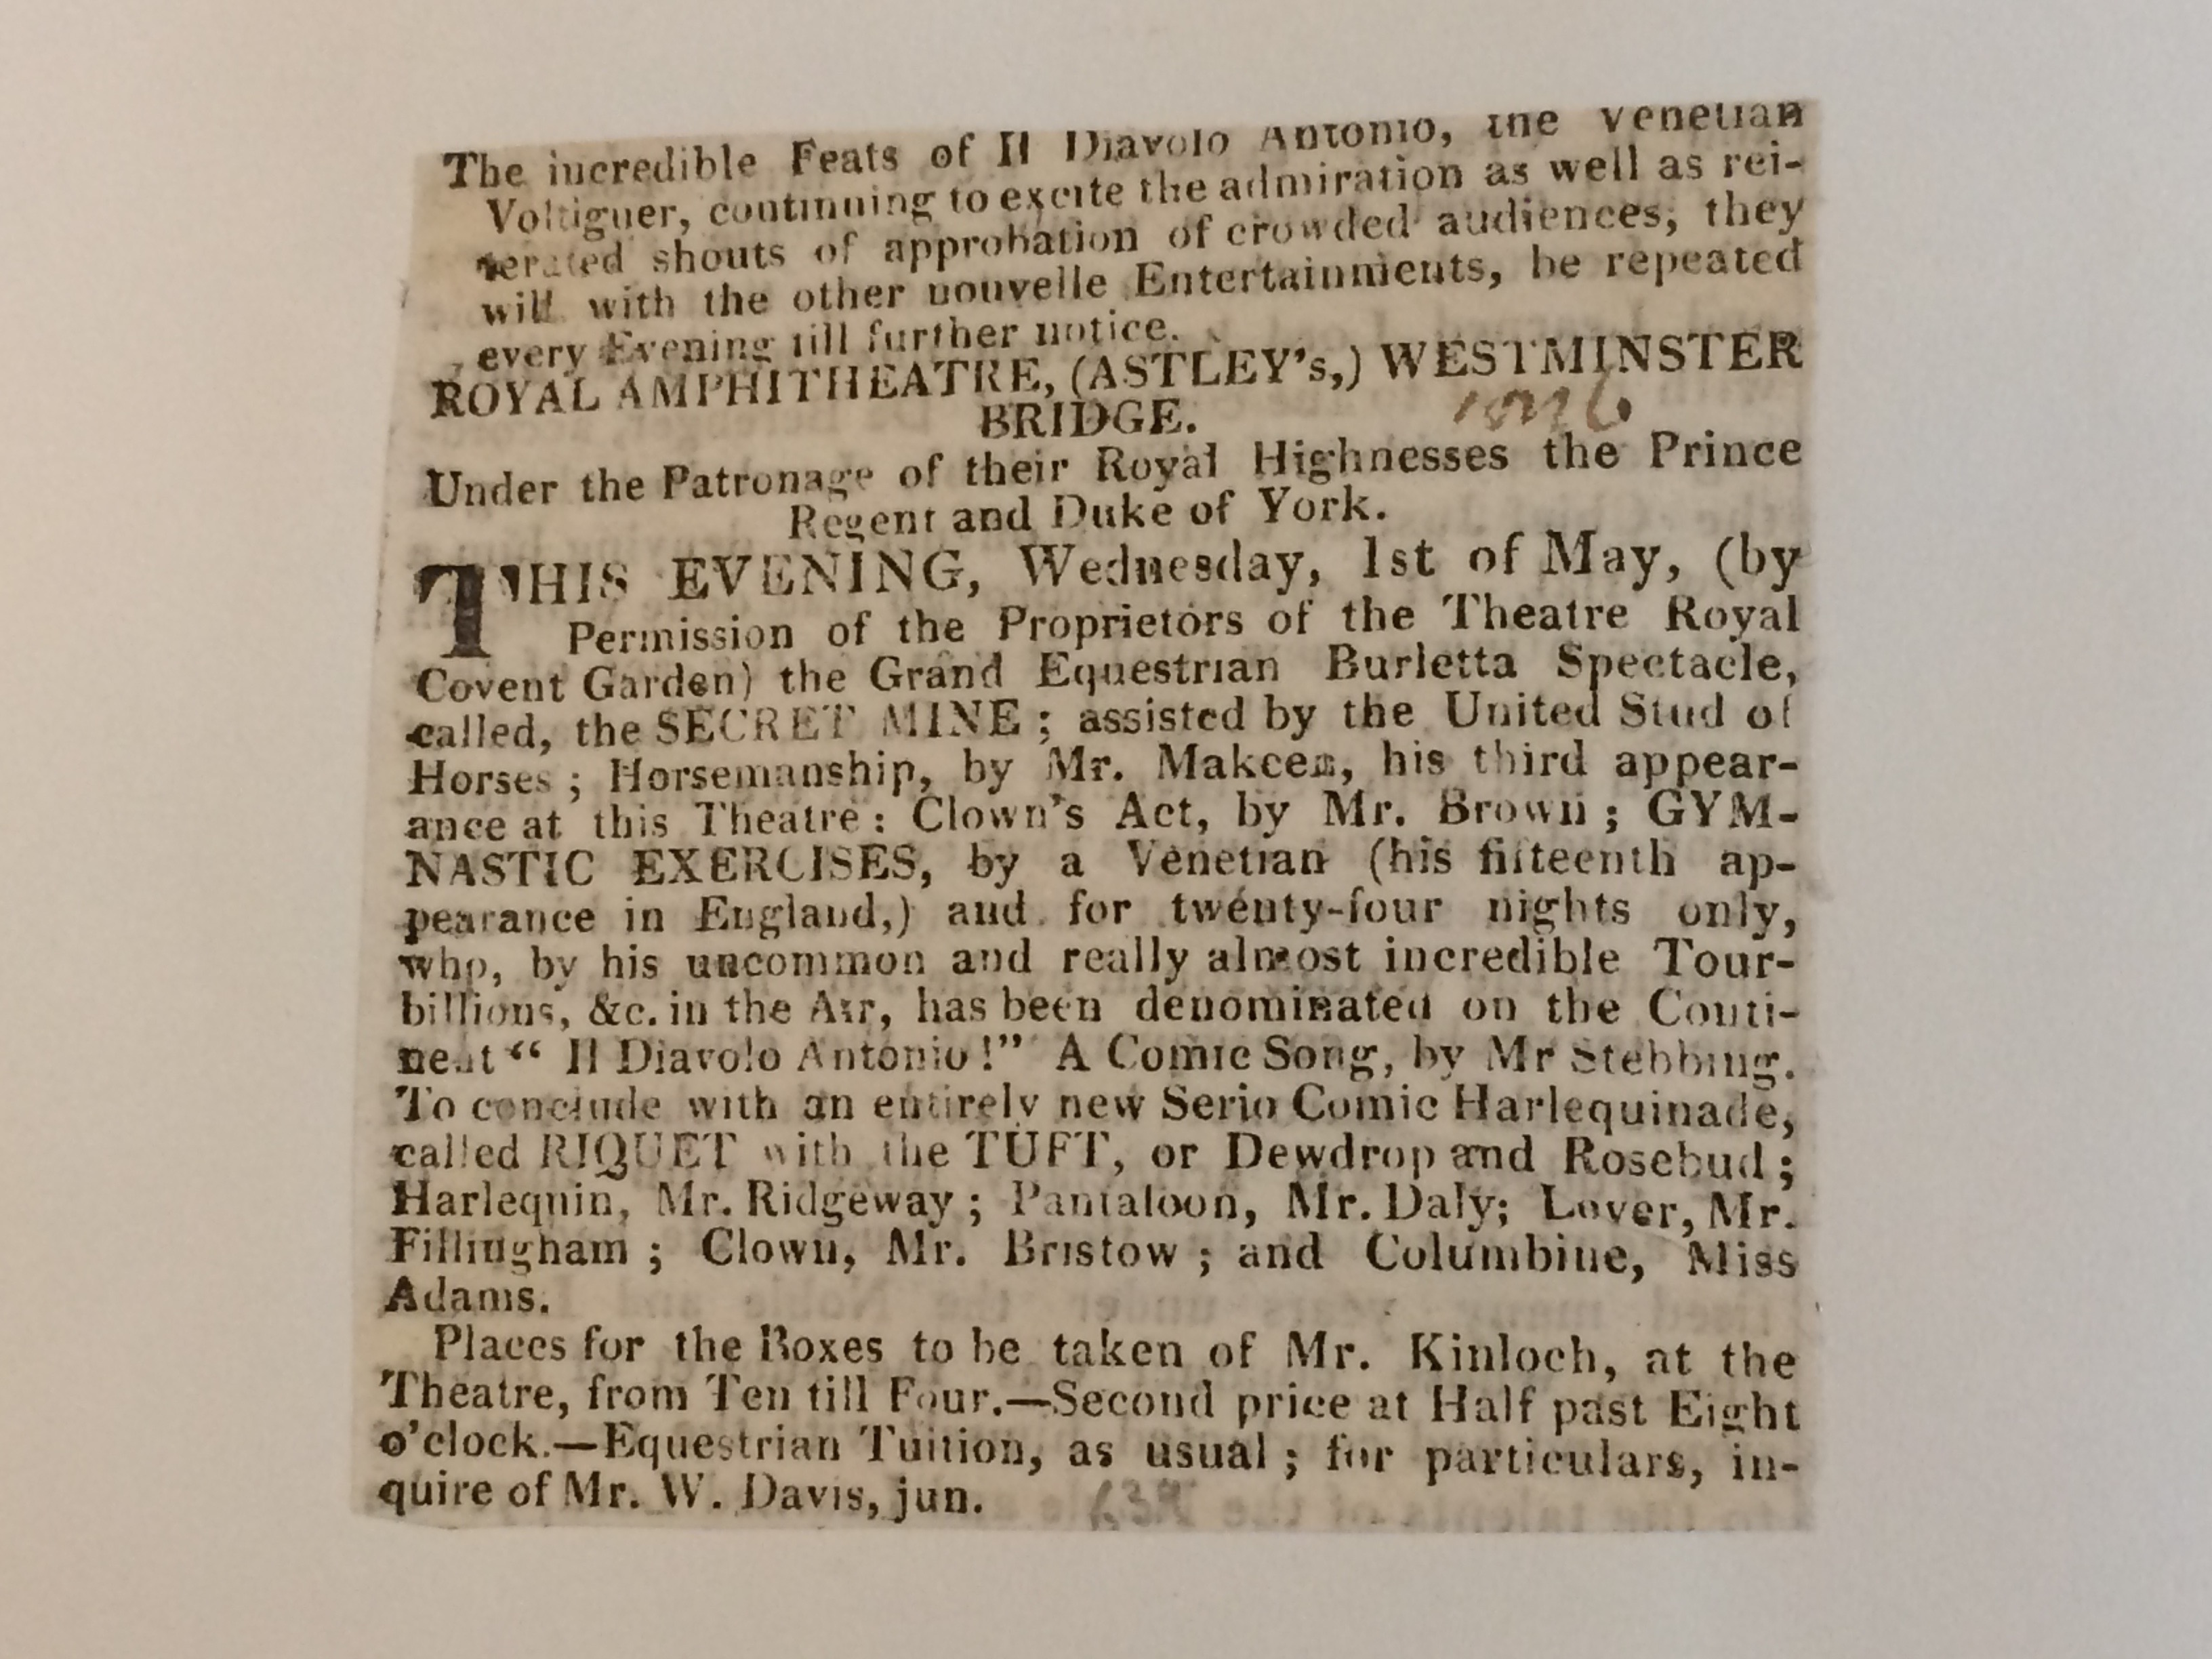 The incredible Feats of Il Diavolo Antonio, the Venetian
Voltiguer, continuing to excite the admiration as well as rei-
terated shouts of approbation of crowded audiences, they
will with the other nouvelle Entertainments, be repeated
every Evening till further notice.
ROYAL AMPHITHEATRE, (ASTLEY's,) WESTMINSTER
BRIDGE.
Under the Patronage of their Royal Highnesses the Prince
Regent and Duke of York.
THIS EVENING, Wednesday, 1st of May, (by
Permission of the Proprietors of the Theatre Royal
Covent Garden) the Grand Equestrian Burletta Spectacle,
called, the SECRET MINE ; assisted by the United Stud of
Horses ; Horsemanship, by Mr. Makeen, his third appear-
ance at this Theatre : Clown's Act, by Mr. Brown ; GYM-
NASTIC EXERCISES, by a Venetian (his fifteenth ap-
pearance in England,) and for twenty-four nights only,
who, by his uncommon and really almost incredible Tour-
billions, &c. in the Air, has been denominated on the Conti-
nent “ Il Diavolo Antonio !” A Comic Song, by Mr Stebbing.
To conclude with an entirely new Serio Comic Harlequinade,
called RIQUET with the TUFT, or Dewdrop and Rosebud ;
Harlequin, Mr. Ridgeway ; Pantaloon, Mr. Daly; Lover, Mr.
Fillingham ; Clown, Mr. Bristow ; and Columbine, Miss
Adams.
Places for the Boxes to be taken of Mr. Kinloch, at the
Theatre, from Ten till Four.—Second price at Half past Eight
o'clock.—Equestrian Tuition, as usual ; for particulars, in-
quire of Mr. W. Davis, jun.